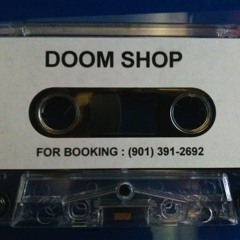 DOOM SHOP
FOR BOOKING : (901) 391-2692